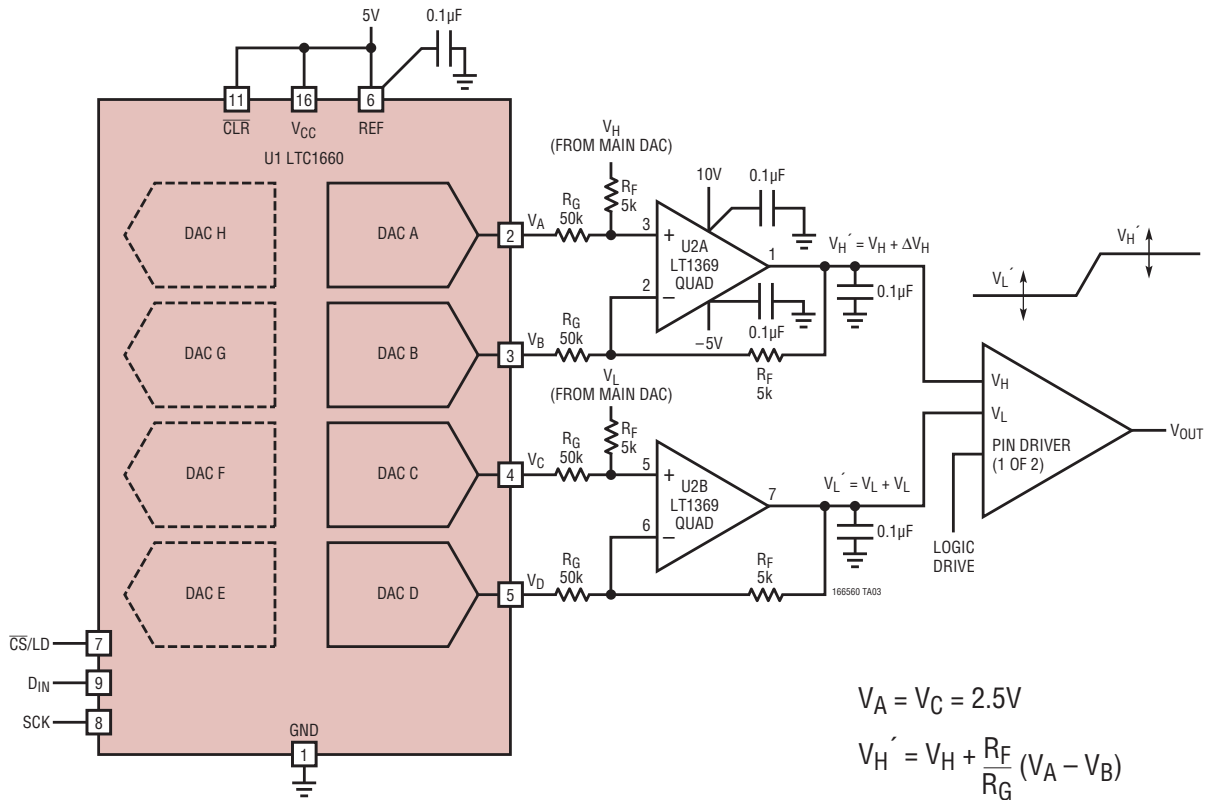 5V
0.1µF
11
16
6
CLR
VCC
REF
U1 LTC1660
DAC H
DAC A
DAC G
DAC B
DAC F
DAC C
DAC E
DAC D
2
3
4
5
CS/LD
7
DIN
9
SCK
8
GND
1
VH
(FROM MAIN DAC)
RF
5k
VA
RG
50k
3
+
10V
0.1µF
U2A
LT1369
QUAD
1
VH´ = VH + ΔVH
0.1µF
2
–
–5V
0.1µF
VB
RG
50k
RF
5k
VL
(FROM MAIN DAC)
RF
5k
VC
RG
50k
5
+
U2B
LT1369
QUAD
7
VL´ = VL + VL
0.1µF
6
–
VD
RG
50k
RF
5k
166560 TA03
VL´
VH´
VH
VL
PIN DRIVER
(1 OF 2)
VOUT
LOGIC
DRIVE
VA = VC = 2.5V
VH´ = VH + RF/RG (VA – VB)